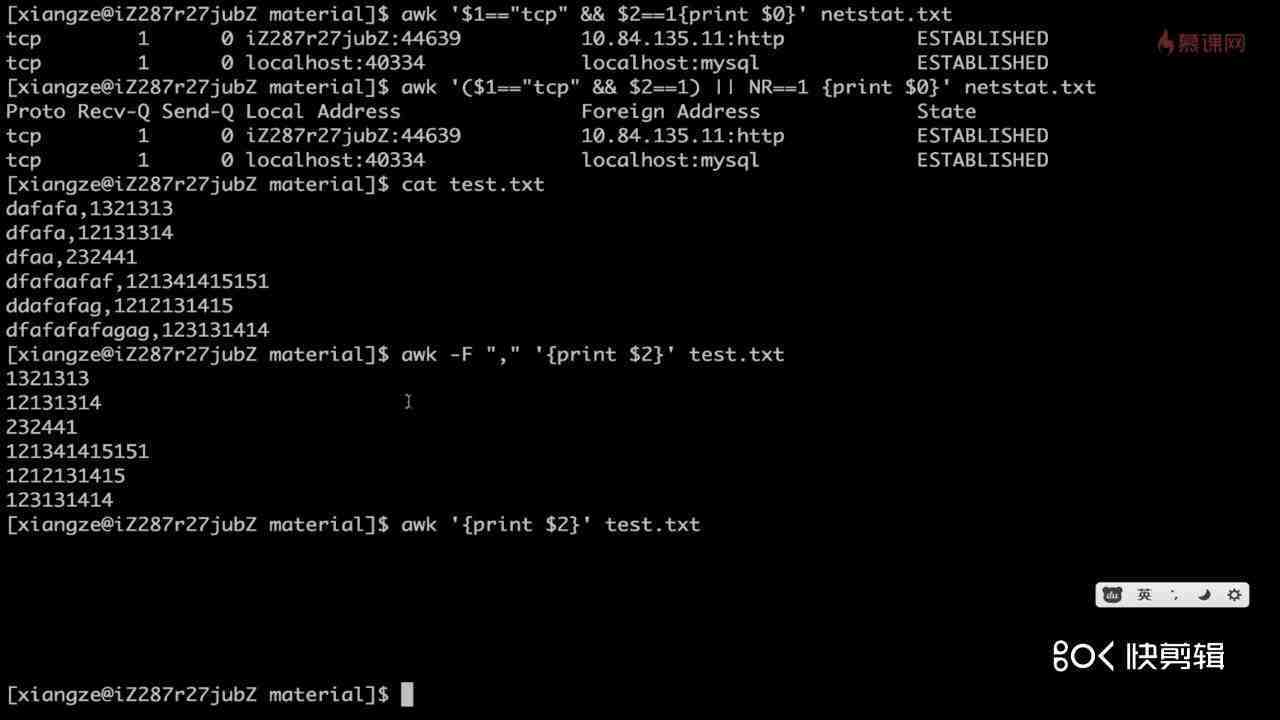 [xiangze@iZ287r27jubZ material]$ awk '$1=="tcp" && $2==1{print $0}' netstat.txt
tcp 1 0 iZ287r27jubZ:44639 10.84.135.11:http ESTABLISHED
慕课网
tcp 1 0 localhost:40334 localhost:mysql ESTABLISHED
[xiangze@iZ287r27jubZ material]$ awk '($1=="tcp" && $2==1) || NR==1 {print $0}' netstat.txt
Proto Recv-Q Send-Q Local Address Foreign Address State
tcp 1 0 iZ287r27jubZ:44639 10.84.135.11:http ESTABLISHED
tcp 1 0 localhost:40334 localhost:mysql ESTABLISHED
[xiangze@iZ287r27jubZ material]$ cat test.txt
dafafa,1321313
dfafa,12131314
dfaa,232441
dfafaafaf,121341415151
ddafafag,1212131415
dfafafafagag,123131414
[xiangze@iZ287r27jubZ material]$ awk -F "," '{print $2}' test.txt
1321313
12131314
232441
121341415151
1212131415
123131414
[xiangze@iZ287r27jubZ material]$ awk '{print $2}' test.txt
du 英
快剪辑
[xiangze@iZ287r27jubZ material]$